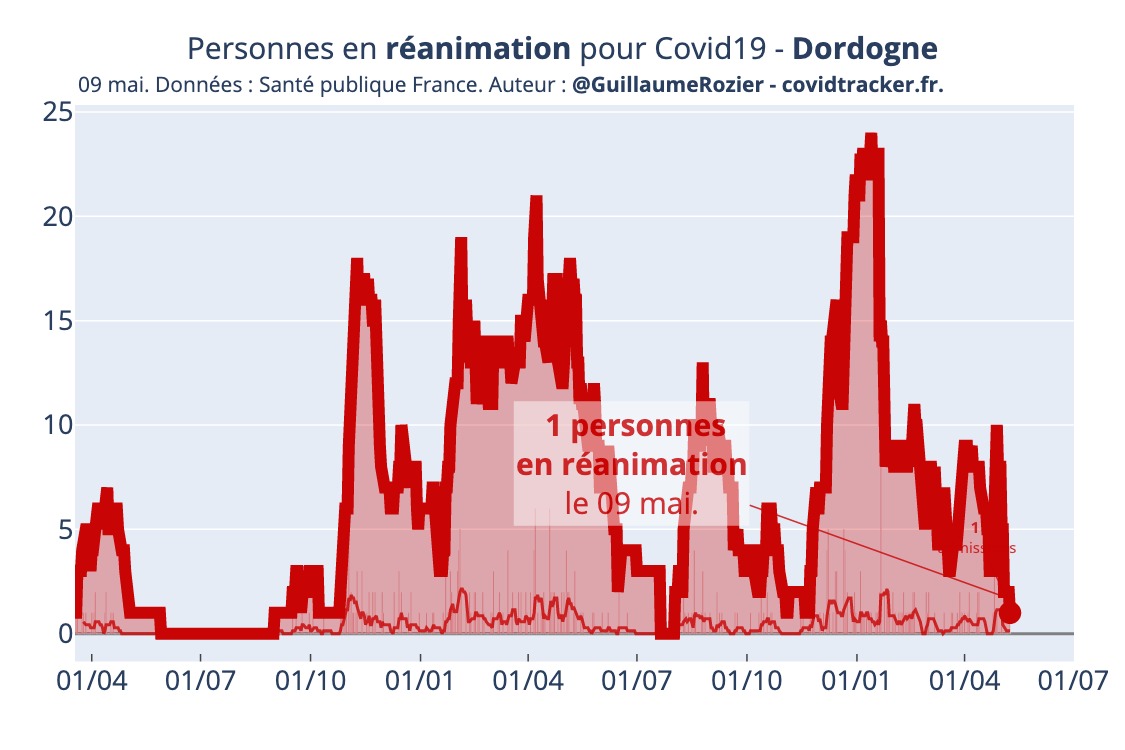 Personnes en réanimation pour Covid19 - Dordogne
09 mai. Données : Santé publique France. Auteur : @GuillaumeRozier - covidtracker.fr.
25
20
15
10
5
0
1 personnes
en réanimation
le 09 mai.
1
01/04 01/07 01/10 01/01 01/04 01/07 01/10 01/01 01/04 01/07